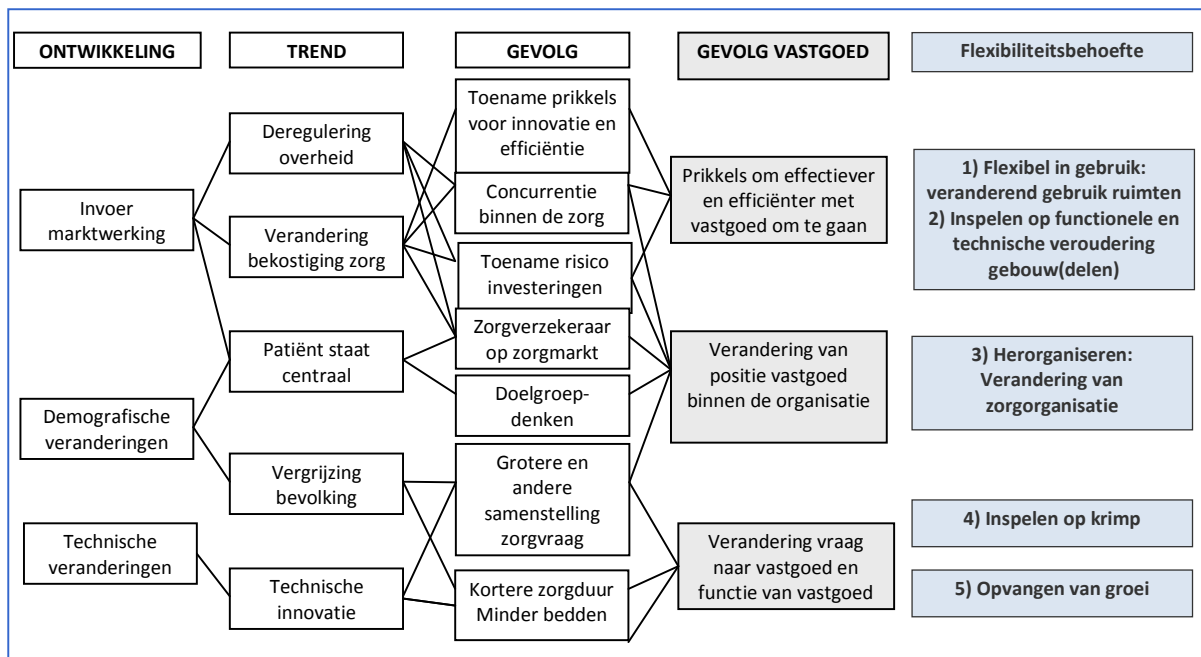 ONTWIKKELING
TREND
GEVOLG
GEVOLG VASTGOED
Flexibiliteitsbehoefte
Invoer
marktwerking
Demografische
veranderingen
Technische
veranderingen
Deregulering
overheid
Verandering
bekostiging zorg
Patiënt staat
centraal
Vergrijzing
bevolking
Technische
innovatie
Toename prikkels
voor innovatie en
efficiëntie
Concurrentie
binnen de zorg
Toename risico
investeringen
Zorgverzekeraar
op zorgmarkt
Doelgroep-
denken
Grotere en
andere
samenstelling
zorgvraag
Kortere zorgduur
Minder bedden
Prikkels om effectiever
en efficiënter met
vastgoed om te gaan
Verandering van
positie vastgoed
binnen de organisatie
Verandering vraag
naar vastgoed en
functie van vastgoed
1) Flexibel in gebruik:
veranderend gebruik ruimten
2) Inspelen op functionele en
technische veroudering
gebouw(delen)
3) Herorganiseren:
Verandering van
zorgorganisatie
4) Inspelen op krimp
5) Opvangen van groei